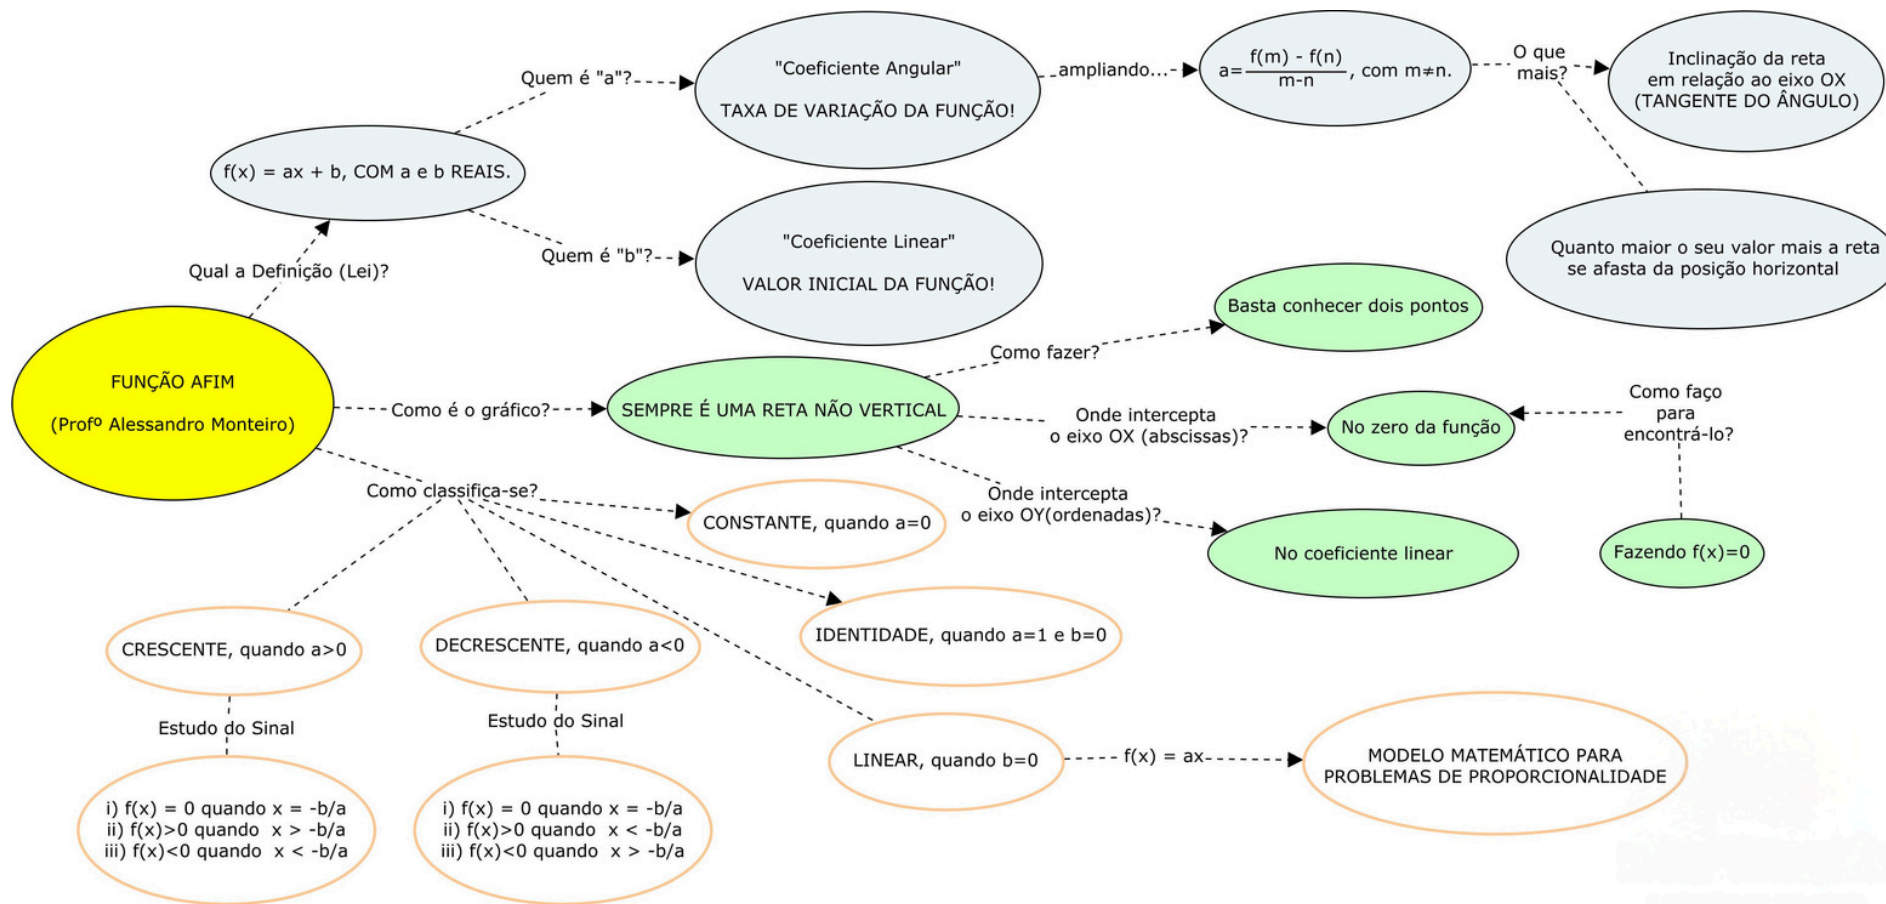 FUNÇÃO AFIM
(Profº Alessandro Monteiro)
Qual a Definição (Lei)?
f(x) = ax + b, COM a e b REAIS.
Quem é "a"?
"Coeficiente Angular"
TAXA DE VARIAÇÃO DA FUNÇÃO!
ampliando...
f(m) - f(n)
a= , com m≠n.
m-n
O que
mais?
Inclinação da reta
em relação ao eixo OX
(TANGENTE DO ÂNGULO)
Quanto maior o seu valor mais a reta
se afasta da posição horizontal
Quem é "b"?
"Coeficiente Linear"
VALOR INICIAL DA FUNÇÃO!
Como é o gráfico?
SEMPRE É UMA RETA NÃO VERTICAL
Como fazer?
Basta conhecer dois pontos
Onde intercepta
o eixo OX (abscissas)?
No zero da função
Como faço
para
encontrá-lo?
Fazendo f(x)=0
Onde intercepta
o eixo OY(ordenadas)?
No coeficiente linear
Como classifica-se?
CONSTANTE, quando a=0
IDENTIDADE, quando a=1 e b=0
LINEAR, quando b=0
f(x) = ax
MODELO MATEMÁTICO PARA
PROBLEMAS DE PROPORCIONALIDADE
CRESCENTE, quando a>0
Estudo do Sinal
i) f(x) = 0 quando x = -b/a
ii) f(x)>0 quando x > -b/a
iii) f(x)<0 quando x < -b/a
DECRESCENTE, quando a<0
Estudo do Sinal
i) f(x) = 0 quando x = -b/a
ii) f(x)>0 quando x < -b/a
iii) f(x)<0 quando x > -b/a